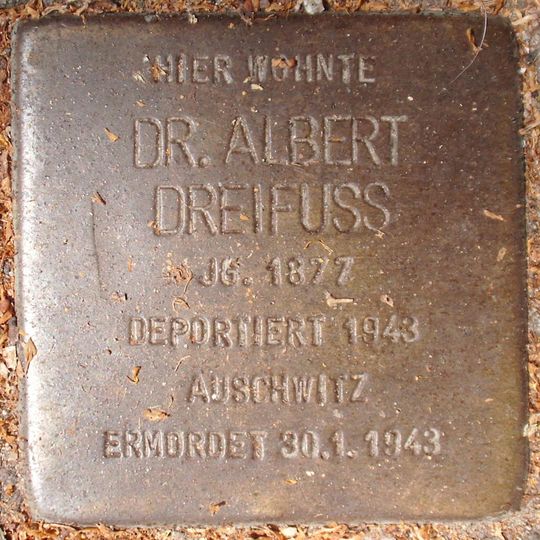 HIER WOHNTE
DR. ALBERT
DREIFUSS
JG. 1877
DEPORTIERT 1943
AUSCHWITZ
ERMORDET 30.1.1943